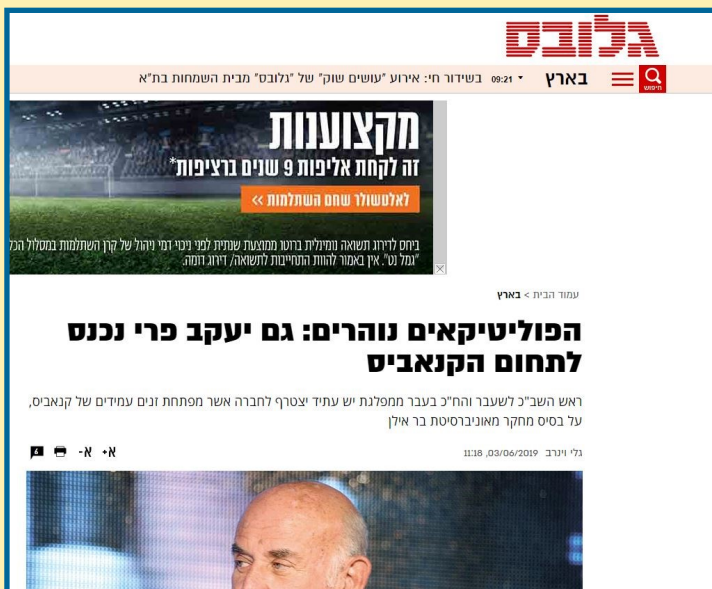 גלובס
חיפוש
בארץ
09:21 בשידור חי: אירוע "עושים שוק" של "גלובס" מבית השמחות בת"א
מקצוענות
זה לקחת אליפות 9 שנים ברציפות*
לאלטשולר שחם השתלמות >>
ביחס לדירוג תשואה נומינלית ברוטו ממוצעת שנתית לפני ניכוי דמי ניהול של קרן השתלמות במסלול הכל
"גמל נט". אין באמור להוות התחייבות לתשואה/ דירוג דומה.
עמוד הבית > בארץ
הפוליטיקאים נוהרים: גם יעקב פרי נכנס
לתחום הקנאביס
ראש השב"כ לשעבר והח"כ בעבר ממפלגת יש עתיד יצטרף לחברה אשר מפתחת זנים עמידים של קנאביס,
על בסיס מחקר מאוניברסיטת בר אילן
גלי וינרב 03/06/2019, 11:18
א+ א- 4